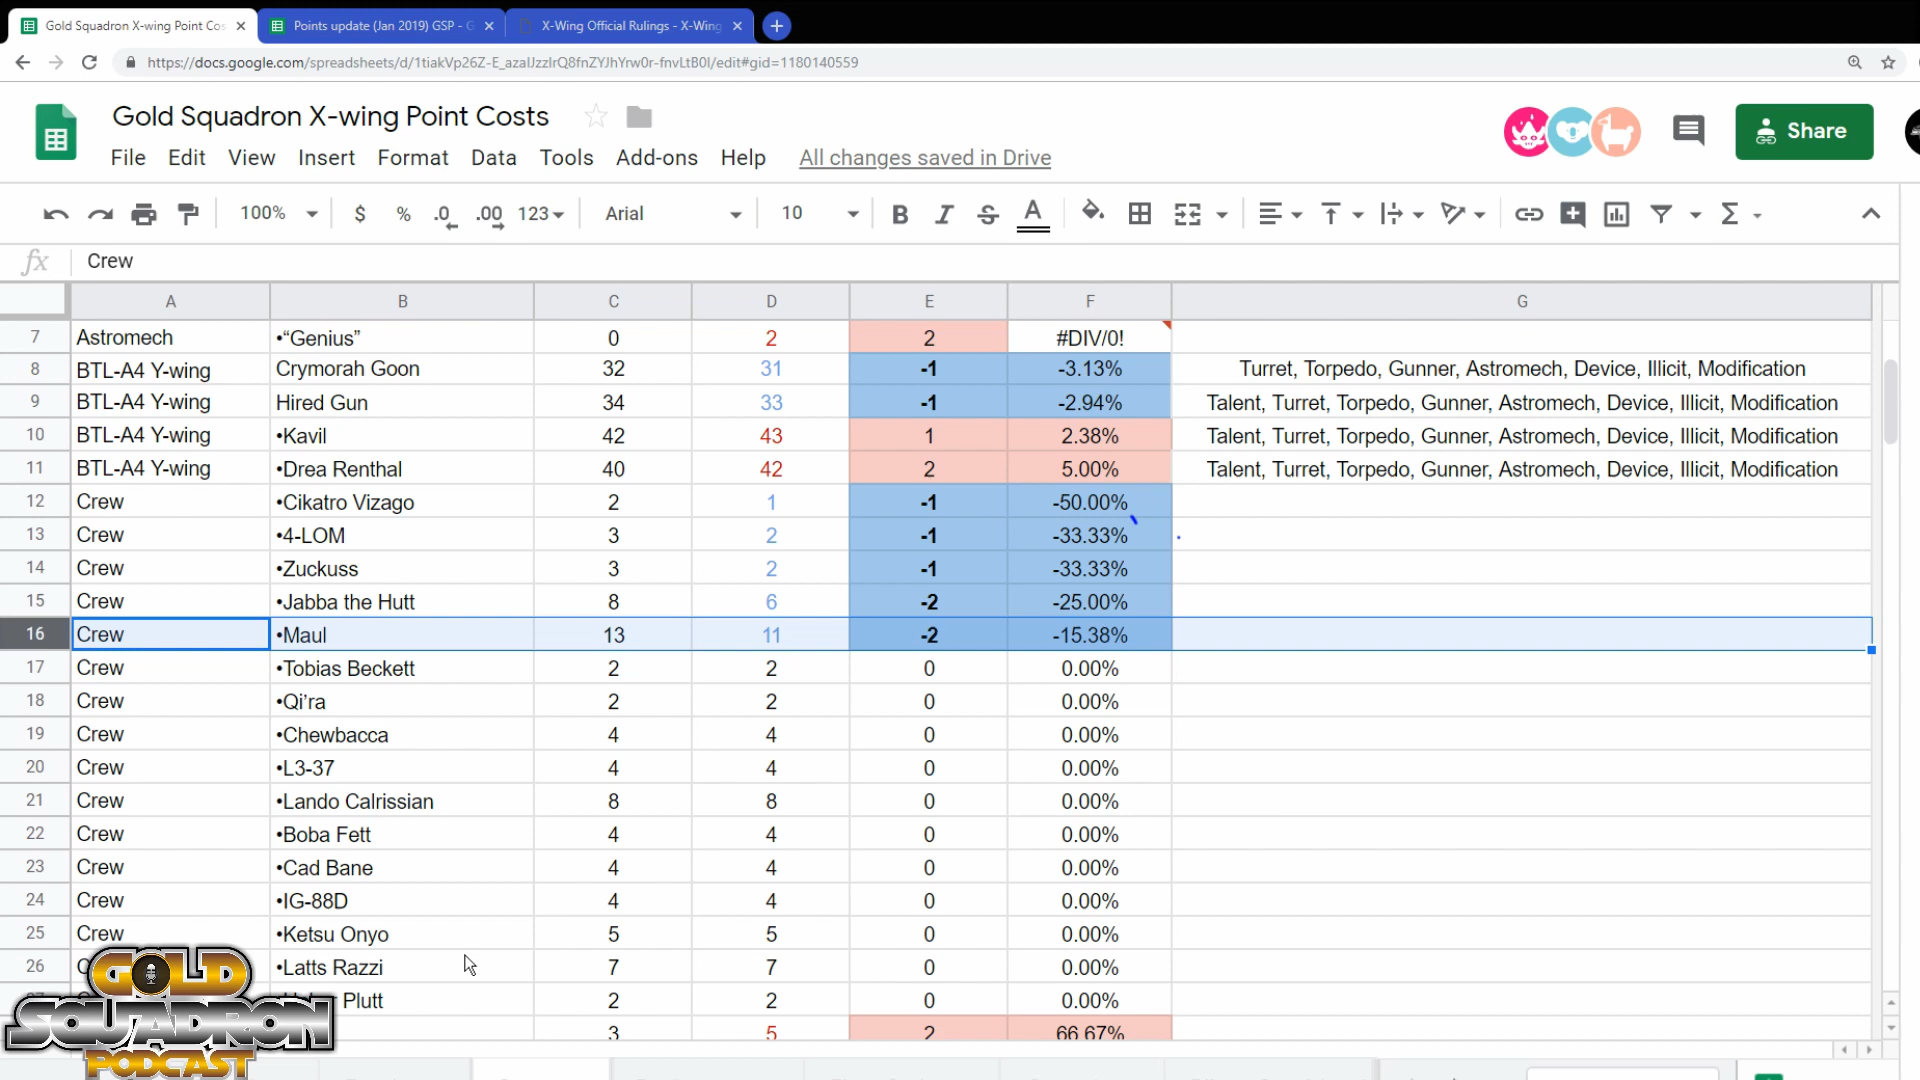 Gold Squadron X-wing Point Cos
Points update (Jan 2019) GSP - G
X-Wing Official Rulings - X-Wing
https://docs.google.com/spreadsheets/d/1tiakVp26Z-E_azaIJzzIrQ8fnZYJhYrw0r-fnvLtB0I/edit#gid=1180140559
Gold Squadron X-wing Point Costs
Share
File Edit View Insert Format Data Tools Add-ons Help All changes saved in Drive
100% $ % .0 .00 123 Arial 10 B I S A Σ
fx Crew
A B C D E F G
7 Astromech •“Genius” 0 2 2 #DIV/0!
8 BTL-A4 Y-wing Crymorah Goon 32 31 -1 -3.13% Turret, Torpedo, Gunner, Astromech, Device, Illicit, Modification
9 BTL-A4 Y-wing Hired Gun 34 33 -1 -2.94% Talent, Turret, Torpedo, Gunner, Astromech, Device, Illicit, Modification
10 BTL-A4 Y-wing •Kavil 42 43 1 2.38% Talent, Turret, Torpedo, Gunner, Astromech, Device, Illicit, Modification
11 BTL-A4 Y-wing •Drea Renthal 40 42 2 5.00% Talent, Turret, Torpedo, Gunner, Astromech, Device, Illicit, Modification
12 Crew •Cikatro Vizago 2 1 -1 -50.00%
13 Crew •4-LOM 3 2 -1 -33.33%
14 Crew •Zuckuss 3 2 -1 -33.33%
15 Crew •Jabba the Hutt 8 6 -2 -25.00%
16 Crew •Maul 13 11 -2 -15.38%
17 Crew •Tobias Beckett 2 2 0 0.00%
18 Crew •Qi’ra 2 2 0 0.00%
19 Crew •Chewbacca 4 4 0 0.00%
20 Crew •L3-37 4 4 0 0.00%
21 Crew •Lando Calrissian 8 8 0 0.00%
22 Crew •Boba Fett 4 4 0 0.00%
23 Crew •Cad Bane 4 4 0 0.00%
24 Crew •IG-88D 4 4 0 0.00%
25 Crew •Ketsu Onyo 5 5 0 0.00%
26 •Latts Razzi 7 7 0 0.00%
Plutt 2 2 0 0.00%
3 5 2 66.67%
GOLD
SQUADRON
PODCAST